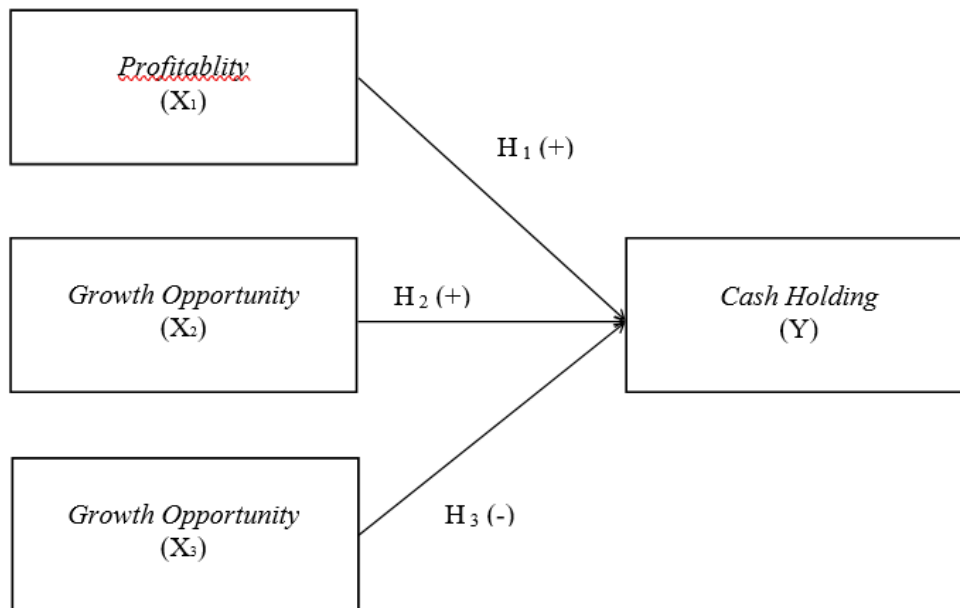 Profitablity
(X₁)
H ₁ (+)
Growth Opportunity
(X₂)
H ₂ (+)
Cash Holding
(Y)
Growth Opportunity
(X₃)
H ₃ (-)